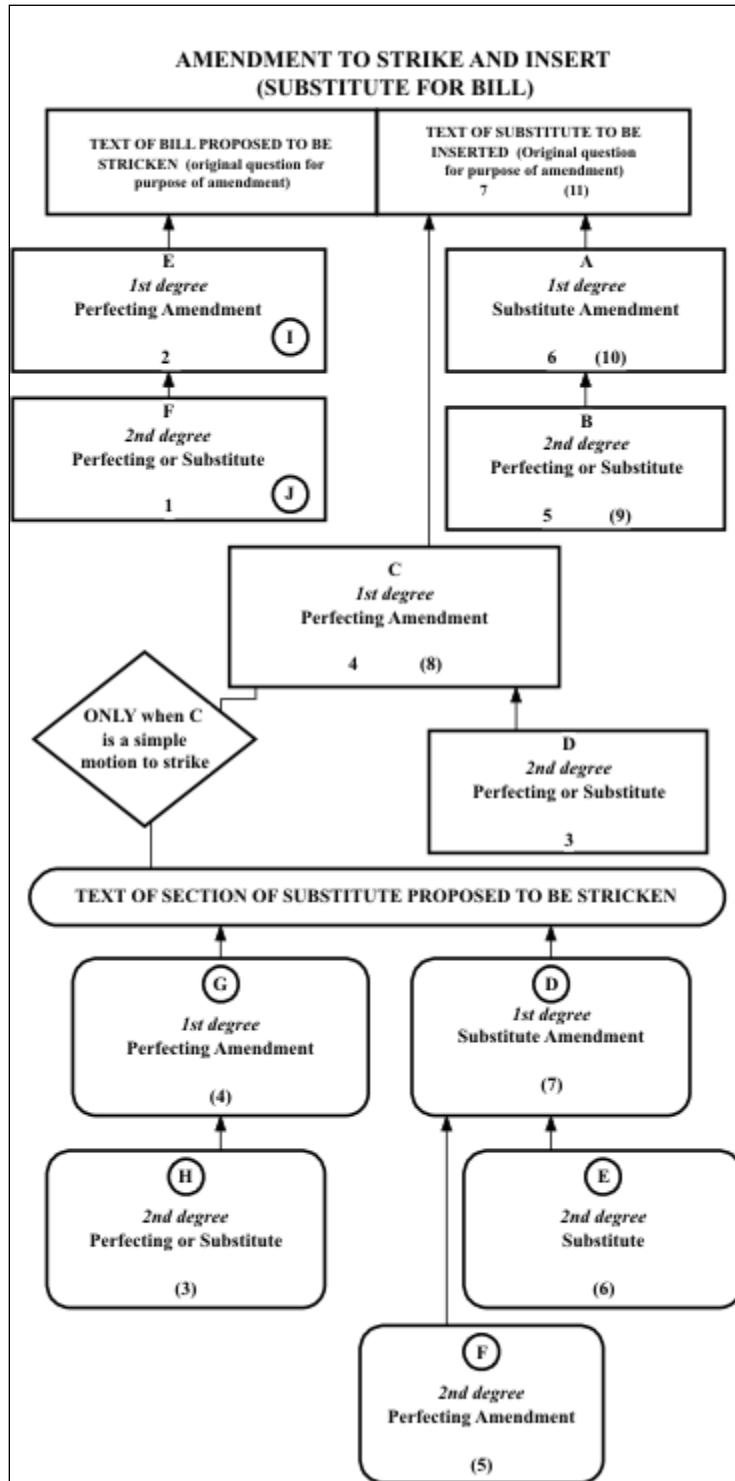 AMENDMENT TO STRIKE AND INSERT
(SUBSTITUTE FOR BILL)
TEXT OF BILL PROPOSED TO BE
STRICKEN (original question for
purpose of amendment)
TEXT OF SUBSTITUTE TO BE
INSERTED (Original question
for purpose of amendment)
7 (11)
E
1st degree
Perfecting Amendment
I
2
A
1st degree
Substitute Amendment
6 (10)
F
2nd degree
Perfecting or Substitute
J
1
B
2nd degree
Perfecting or Substitute
5 (9)
C
1st degree
Perfecting Amendment
4 (8)
ONLY when C
is a simple
motion to strike
D
2nd degree
Perfecting or Substitute
3
TEXT OF SECTION OF SUBSTITUTE PROPOSED TO BE STRICKEN
G
1st degree
Perfecting Amendment
(4)
D
1st degree
Substitute Amendment
(7)
H
2nd degree
Perfecting or Substitute
(3)
E
2nd degree
Substitute
(6)
F
2nd degree
Perfecting Amendment
(5)